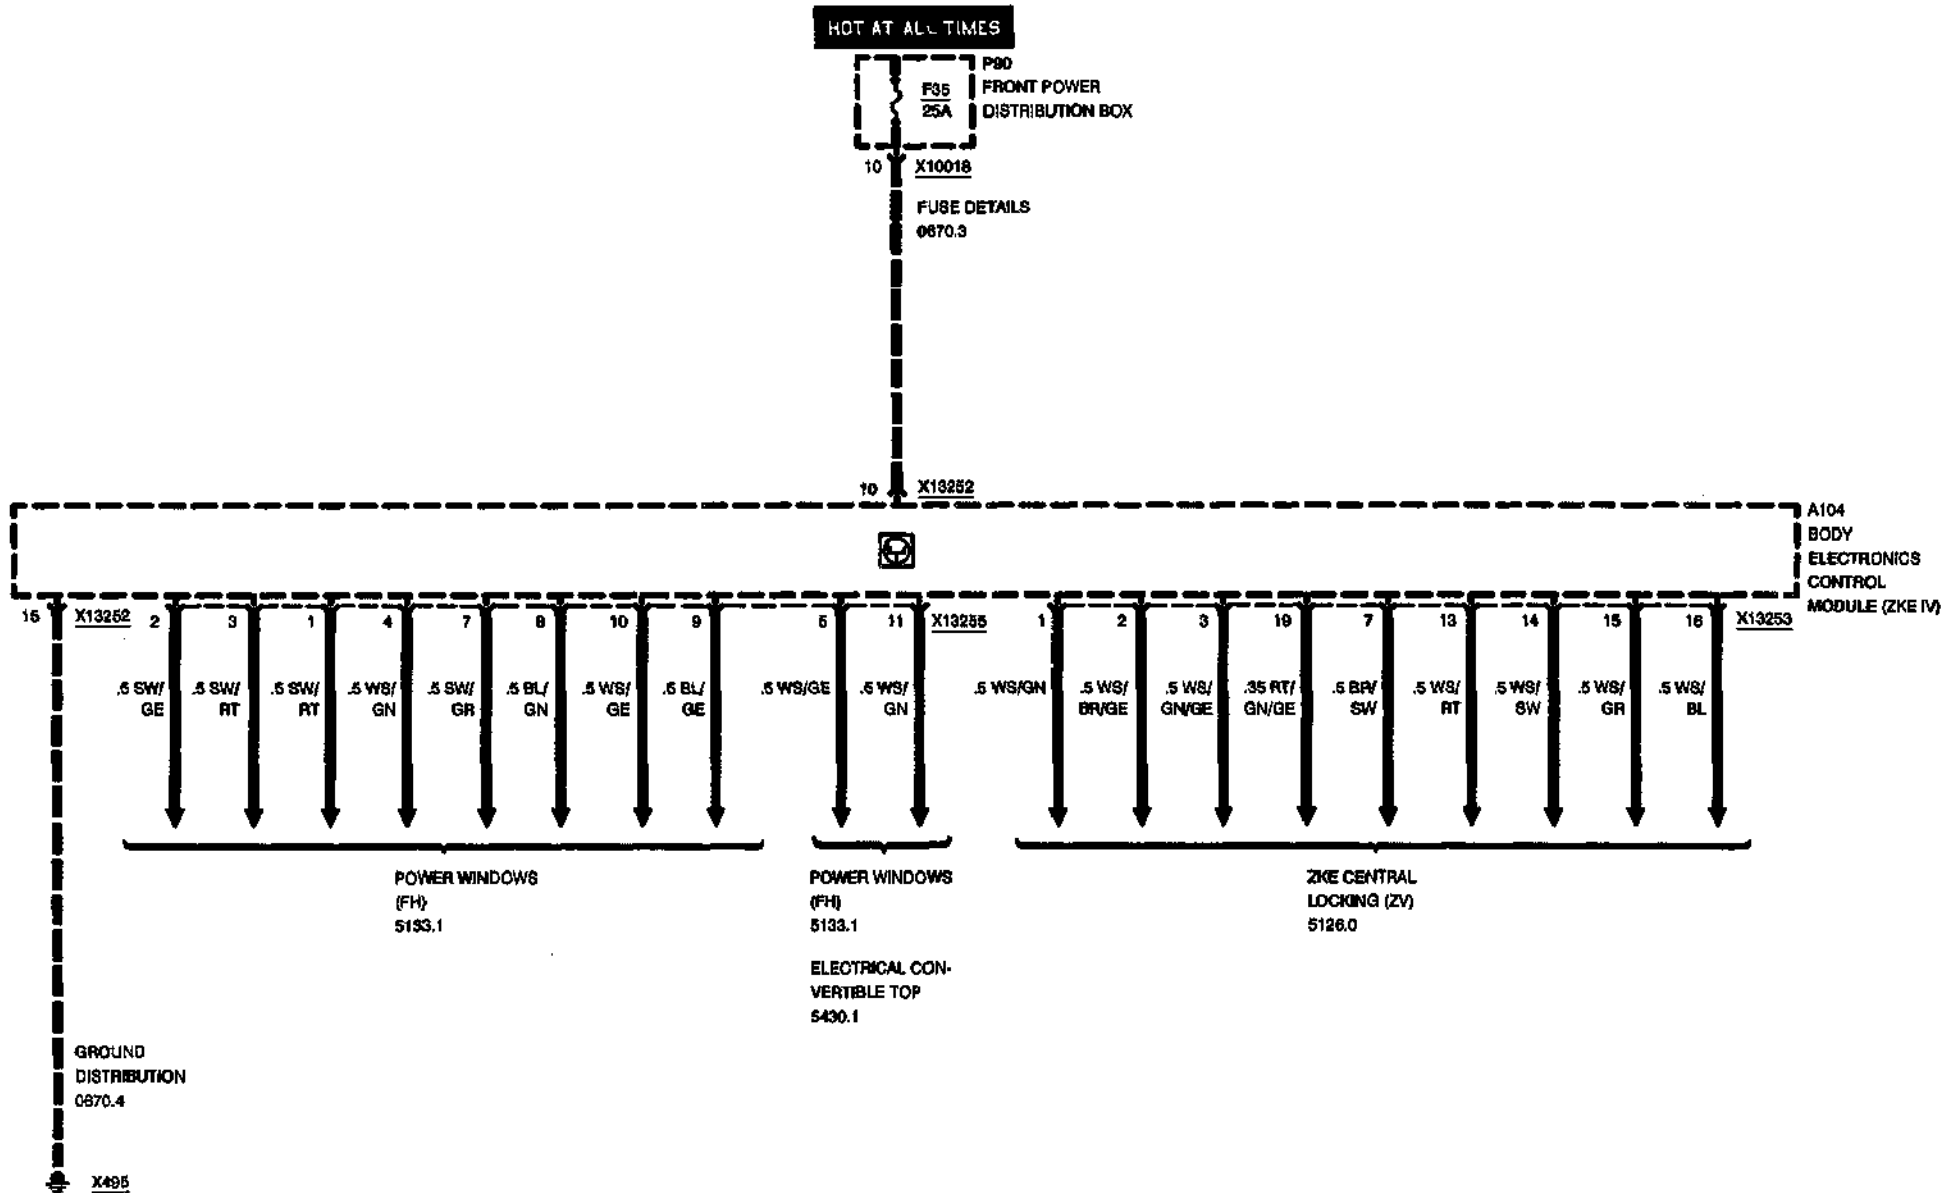 HOT AT ALL TIMES
P90
FRONT POWER
DISTRIBUTION BOX
F35
25A
10
X10018
FUSE DETAILS
0670.3
10
X13252
A104
BODY
ELECTRONICS
CONTROL
MODULE (ZKE IV)
15
X13252
2
3
1
4
7
8
10
9
5
11
X13255
1
2
3
19
7
13
14
15
16
X13253
.5 SW/
GE
.5 SW/
RT
.5 SW/
RT
.5 WS/
GN
.5 SW/
GR
.5 BL/
GN
.5 WS/
GE
.5 BL/
GE
.5 WS/GE
.5 WS/
GN
.5 WS/GN
.5 WS/
BR/GE
.5 WS/
GN/GE
.35 RT/
GN/GE
.5 BR/
SW
.5 WS/
RT
.5 WS/
SW
.5 WS/
GR
.5 WS/
BL
POWER WINDOWS
(FH)
5133.1
POWER WINDOWS
(FH)
5133.1
ELECTRICAL CON-
VERTIBLE TOP
5430.1
ZKE CENTRAL
LOCKING (ZV)
5126.0
GROUND
DISTRIBUTION
0670.4
X495